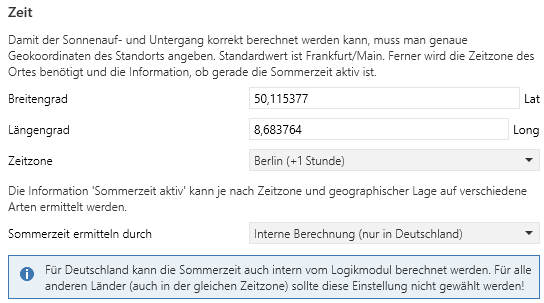 Zeit
Damit der Sonnenauf- und Untergang korrekt berechnet werden kann, muss man genaue
Geokoordinaten des Standorts angeben. Standardwert ist Frankfurt/Main. Ferner wird die Zeitzone des
Ortes benötigt und die Information, ob gerade die Sommerzeit aktiv ist.
Breitengrad 50,115377 Lat
Längengrad 8,683764 Long
Zeitzone Berlin (+1 Stunde)
Die Information 'Sommerzeit aktiv' kann je nach Zeitzone und geographischer Lage auf verschiedene
Arten ermittelt werden.
Sommerzeit ermitteln durch Interne Berechnung (nur in Deutschland)
Für Deutschland kann die Sommerzeit auch intern vom Logikmodul berechnet werden. Für alle
anderen Länder (auch in der gleichen Zeitzone) sollte diese Einstellung nicht gewählt werden!